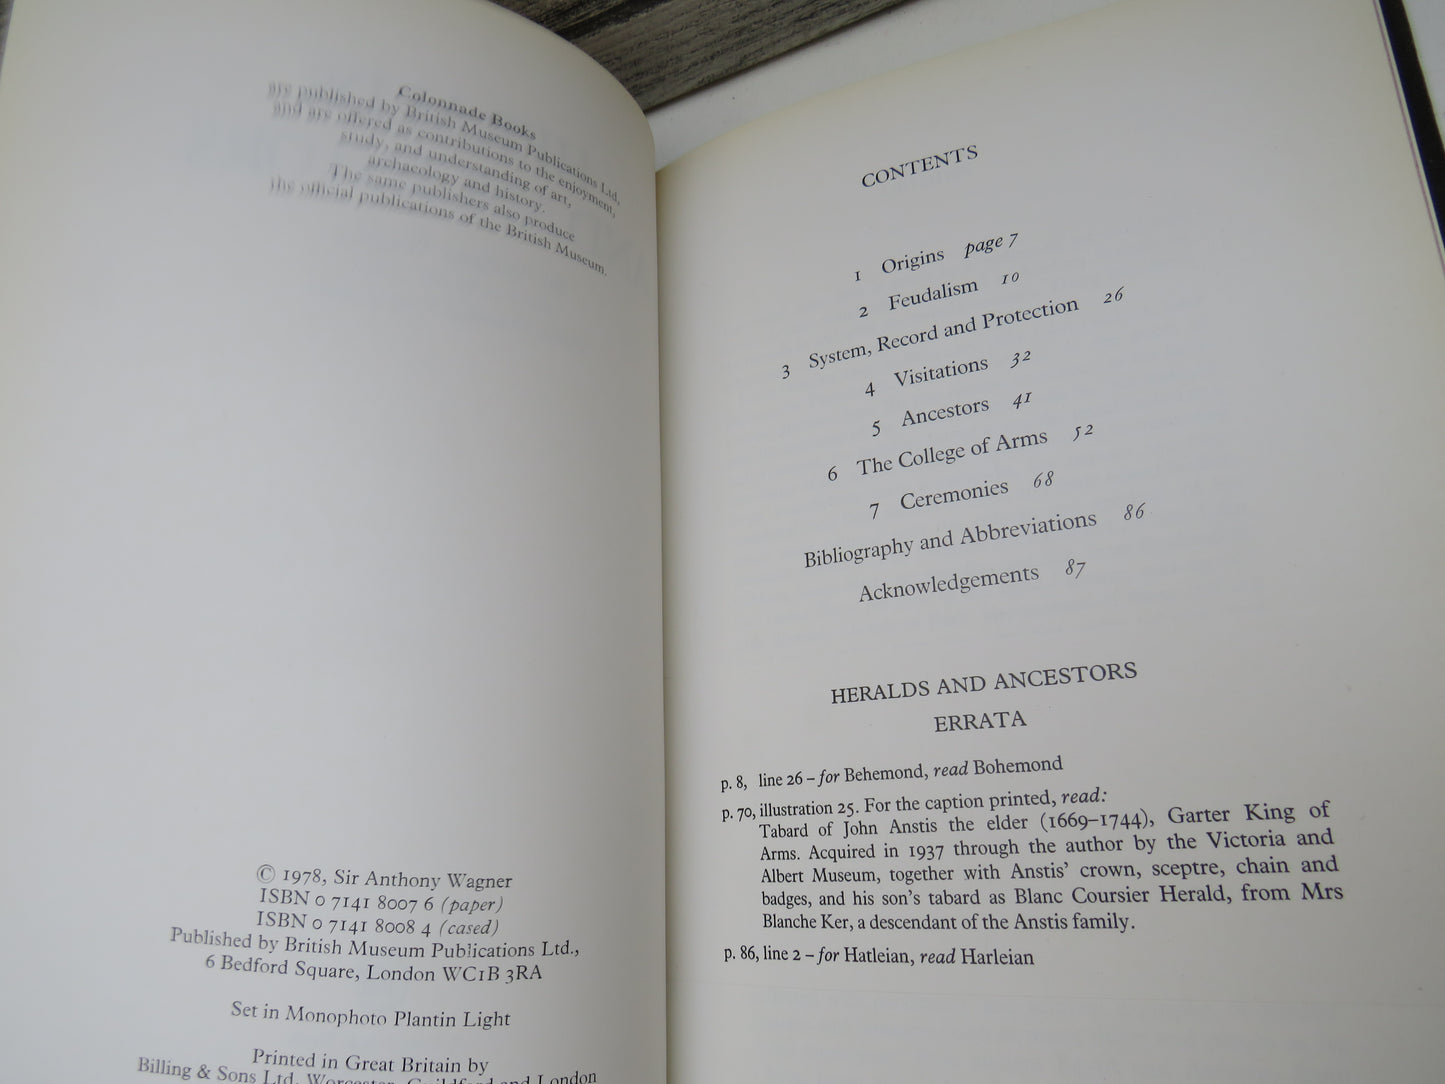 Colonnade Books
are published by British Museum Publications Ltd,
and are offered as contributions to the enjoyment,
study, and understanding of art,
archaeology and history.
The same publishers also produce
the official publications of the British Museum.
© 1978, Sir Anthony Wagner
ISBN 0 7141 8007 6 (paper)
ISBN 0 7141 8008 4 (cased)
Published by British Museum Publications Ltd.,
6 Bedford Square, London WC1B 3RA
Set in Monophoto Plantin Light
Printed in Great Britain by
Billing & Sons Ltd, Worcester, Guildford and London
CONTENTS
1 Origins page 7
2 Feudalism 10
3 System, Record and Protection 26
4 Visitations 32
5 Ancestors 41
6 The College of Arms 52
7 Ceremonies 68
Bibliography and Abbreviations 86
Acknowledgements 87
HERALDS AND ANCESTORS
ERRATA
p. 8, line 26 – for Behemond, read Bohemond
p. 70, illustration 25. For the caption printed, read:
Tabard of John Anstis the elder (1669–1744), Garter King of
Arms. Acquired in 1937 through the author by the Victoria and
Albert Museum, together with Anstis' crown, sceptre, chain and
badges, and his son's tabard as Blanc Coursier Herald, from Mrs
Blanche Ker, a descendant of the Anstis family.
p. 86, line 2 – for Hatleian, read Harleian